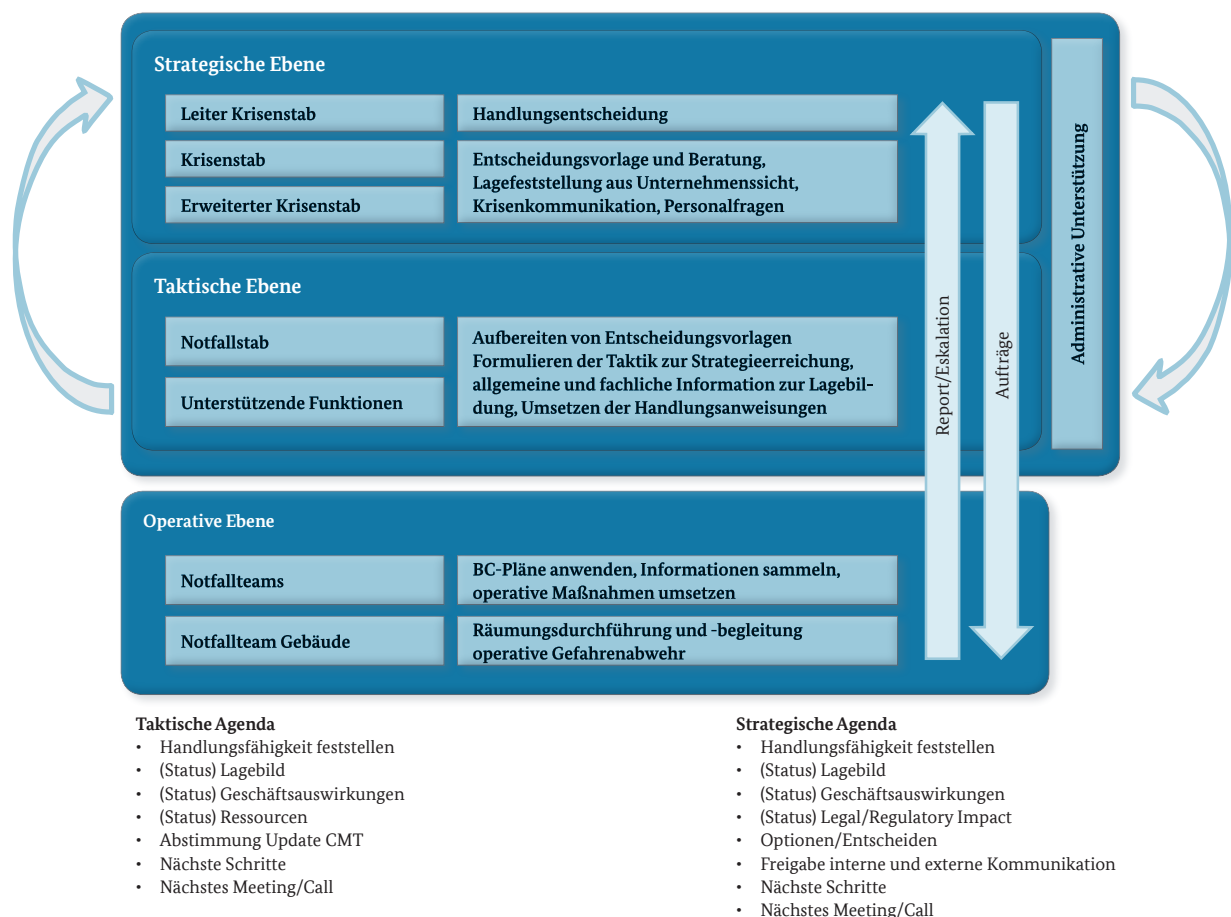 Strategische Ebene
Leiter Krisenstab
Handlungsentscheidung
Krisenstab
Erweiterter Krisenstab
Entscheidungsvorlage und Beratung,
Lagefeststellung aus Unternehmenssicht,
Krisenkommunikation, Personalfragen
Taktische Ebene
Notfallstab
Unterstützende Funktionen
Aufbereiten von Entscheidungsvorlagen
Formulieren der Taktik zur Strategieerreichung,
allgemeine und fachliche Information zur Lagebil-
dung, Umsetzen der Handlungsanweisungen
Report/Eskalation
Aufträge
Administrative Unterstützung
Operative Ebene
Notfallteams
BC-Pläne anwenden, Informationen sammeln,
operative Maßnahmen umsetzen
Notfallteam Gebäude
Räumungsdurchführung und -begleitung
operative Gefahrenabwehr
Taktische Agenda
• Handlungsfähigkeit feststellen
• (Status) Lagebild
• (Status) Geschäftsauswirkungen
• (Status) Ressourcen
• Abstimmung Update CMT
• Nächste Schritte
• Nächstes Meeting/Call
Strategische Agenda
• Handlungsfähigkeit feststellen
• (Status) Lagebild
• (Status) Geschäftsauswirkungen
• (Status) Legal/Regulatory Impact
• Optionen/Entscheiden
• Freigabe interne und externe Kommunikation
• Nächste Schritte
• Nächstes Meeting/Call